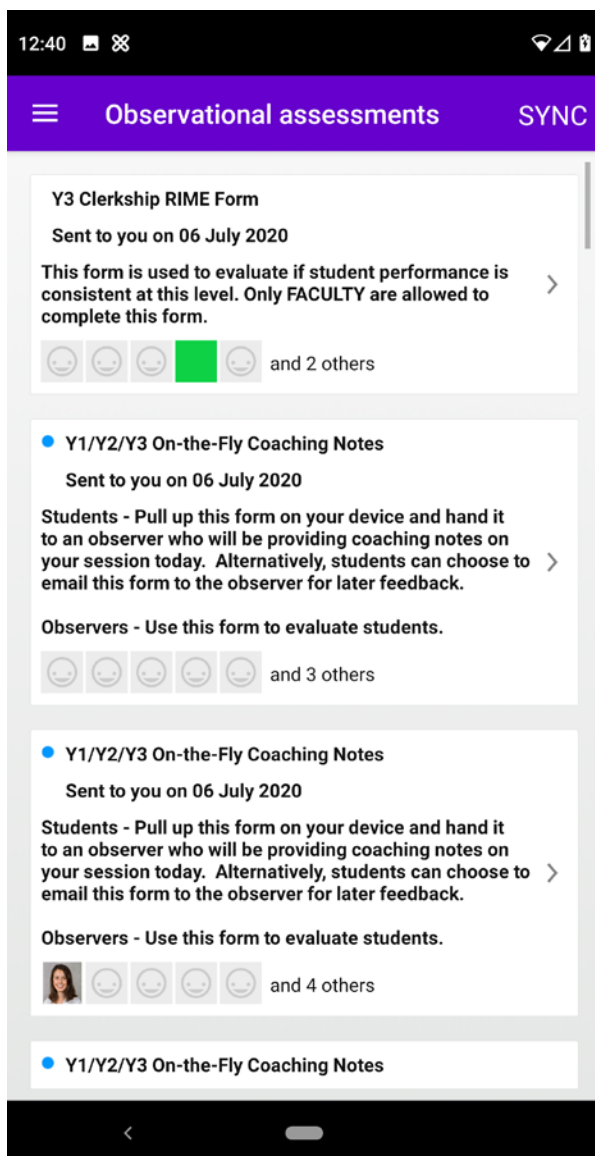 12:40
Observational assessments SYNC
Y3 Clerkship RIME Form
Sent to you on 06 July 2020
This form is used to evaluate if student performance is
consistent at this level. Only FACULTY are allowed to
complete this form.
and 2 others
Y1/Y2/Y3 On-the-Fly Coaching Notes
Sent to you on 06 July 2020
Students - Pull up this form on your device and hand it
to an observer who will be providing coaching notes on
your session today.  Alternatively, students can choose to
email this form to the observer for later feedback.
Observers - Use this form to evaluate students.
and 3 others
Y1/Y2/Y3 On-the-Fly Coaching Notes
Sent to you on 06 July 2020
Students - Pull up this form on your device and hand it
to an observer who will be providing coaching notes on
your session today.  Alternatively, students can choose to
email this form to the observer for later feedback.
Observers - Use this form to evaluate students.
and 4 others
Y1/Y2/Y3 On-the-Fly Coaching Notes